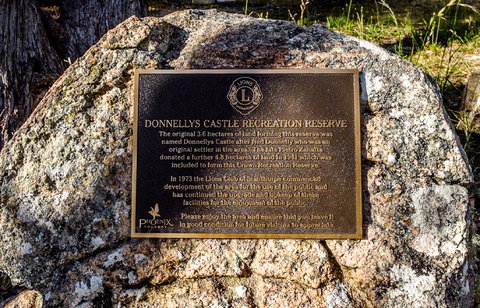 LIONS
L
DONNELLYS CASTLE RECREATION RESERVE
The original 3.6 hectares of land forming this reserve was
named Donnellys Castle after Ned Donnelly who was an
original settler in the area. The late Pietro Zanatta
donated a further 4.8 hectares of land in 1941 which was
included to form this Crown Recreation Reserve.
In 1973 the Lions Club of Stanthorpe commenced
development of the area for the use of the public and
has continued the upgrade and upkeep of these
facilities for the enjoyment of the public.
Please enjoy the area and ensure that you leave it
in good condition for future visitors to appreciate.
PHOENIX